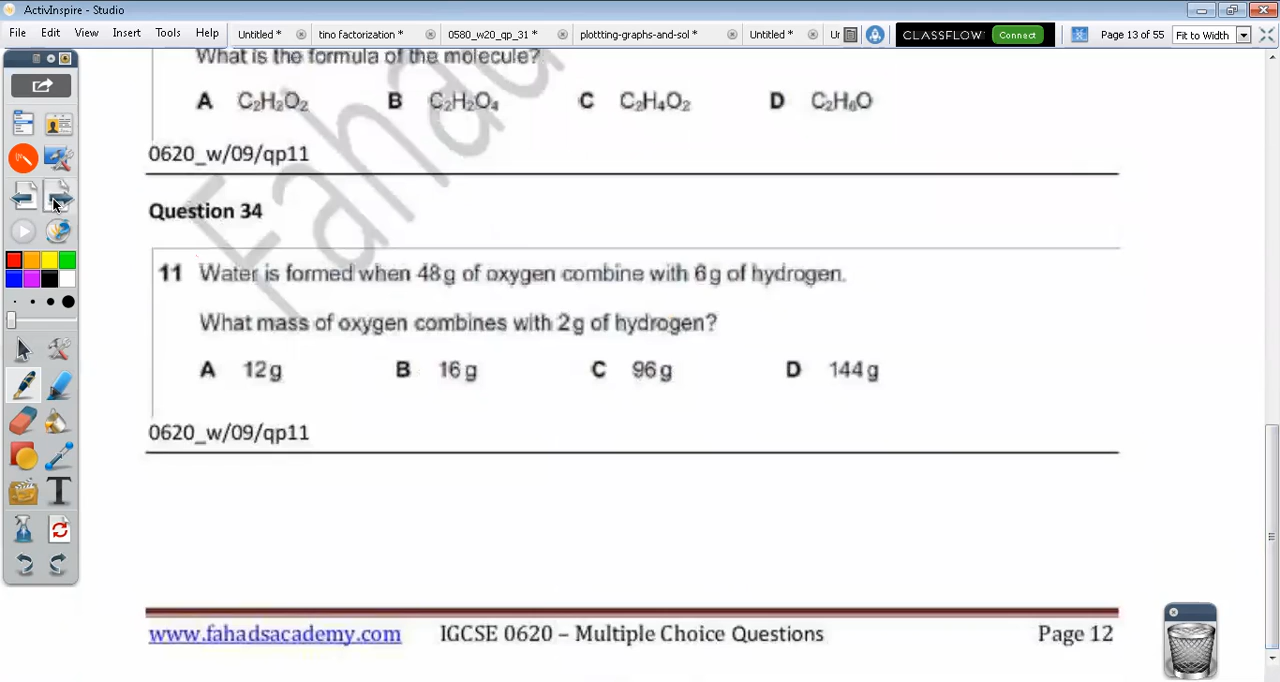 ActivInspire - Studio
File Edit View Insert Tools Help Untitled * tino factorization * 0580_w20_qp_31 * plottting-graphs-and-sol * Untitled * Ur CLASSFLOW Connect Page 13 of 55 Fit to Width
What is the formula of the molecule?
A C₂H₂O₂ B C₂H₂O₄ C C₂H₄O₂ D C₂H₆O
0620_w/09/qp11
Question 34
11 Water is formed when 48 g of oxygen combine with 6 g of hydrogen.
What mass of oxygen combines with 2 g of hydrogen?
A 12 g B 16 g C 96 g D 144 g
0620_w/09/qp11
www.fahadsacademy.com IGCSE 0620 – Multiple Choice Questions Page 12
Fahad